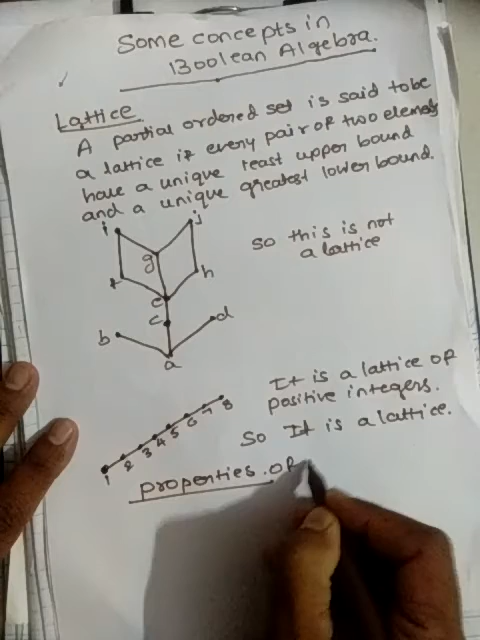 Some concepts in
Boolean Algebra.
Lattice
A partial ordered set is said tobe
a lattice if every pair of two elements
have a unique least upper bound
and a unique greatest lower bound.
i
j
g
f
h
e
c
b
d
a
so this is not
a lattice
It is a lattice of
positive integers.
So It is a lattice.
1 2 3 4 5 6 7 8
properties of